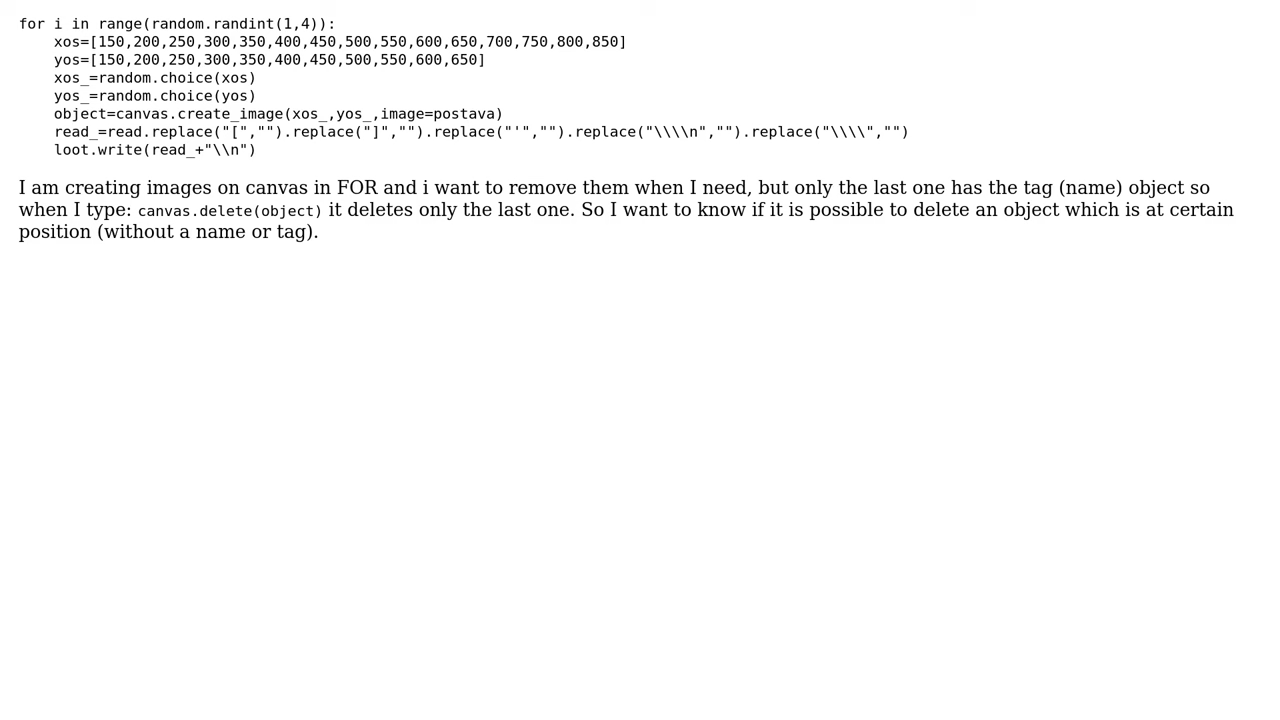 for i in range(random.randint(1,4)):
    xos=[150,200,250,300,350,400,450,500,550,600,650,700,750,800,850]
    yos=[150,200,250,300,350,400,450,500,550,600,650]
    xos_=random.choice(xos)
    yos_=random.choice(yos)
    object=canvas.create_image(xos_,yos_,image=postava)
    read_=read.replace("[","").replace("]","").replace("'","").replace("\\\\n","").replace("\\\\","")
    loot.write(read_+"\\n")
I am creating images on canvas in FOR and i want to remove them when I need, but only the last one has the tag (name) object so
when I type: canvas.delete(object) it deletes only the last one. So I want to know if it is possible to delete an object which is at certain
position (without a name or tag).